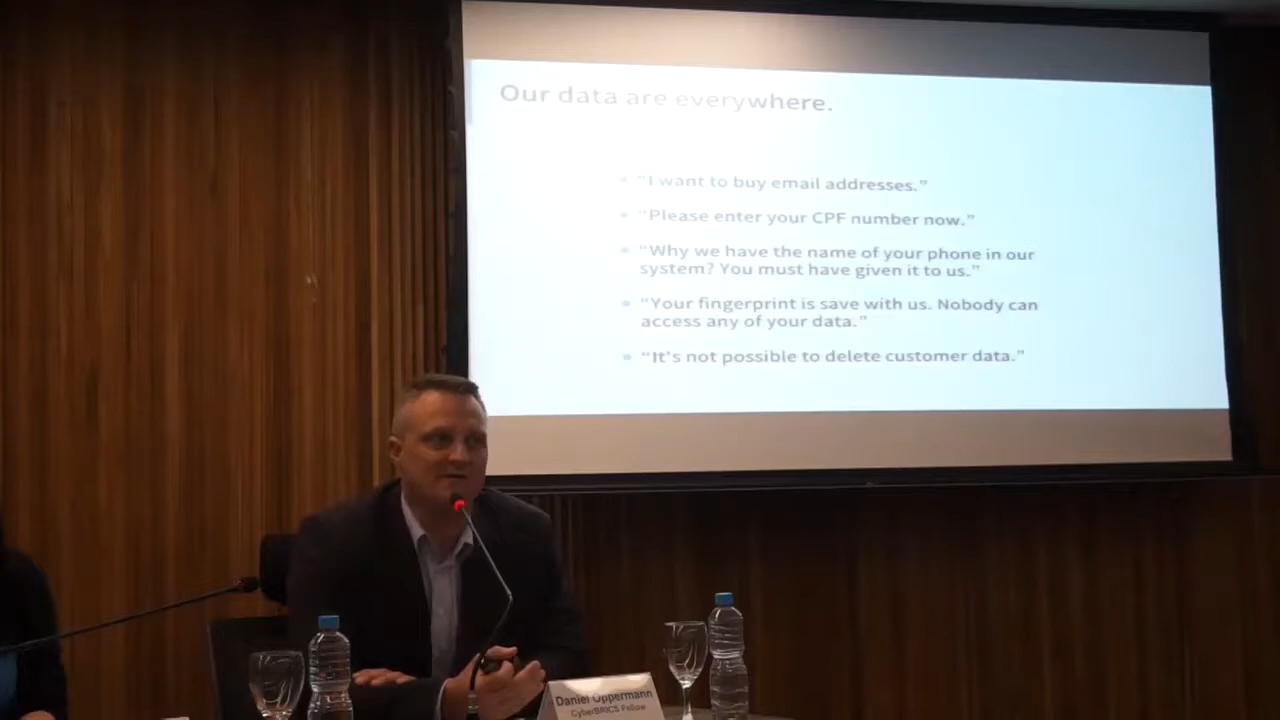 Our data are everywhere.
"I want to buy email addresses."
"Please enter your CPF number now."
"Why we have the name of your phone in our
system? You must have given it to us."
"Your fingerprint is save with us. Nobody can
access any of your data."
"It's not possible to delete customer data."
Daniel Oppermann
CyberBRICS Fellow